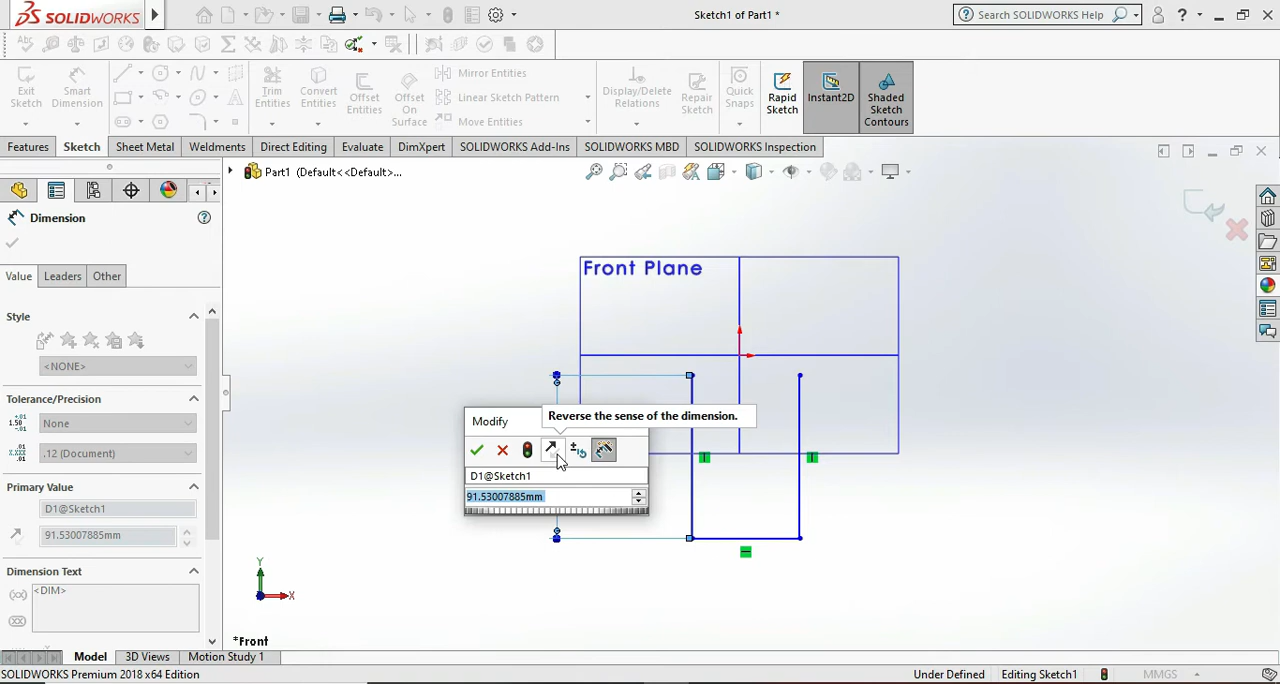 SOLIDWORKS
Sketch1 of Part1 *
Search SOLIDWORKS Help
?
Exit Sketch
Smart Dimension
Trim Entities
Convert Entities
Offset Entities
Offset On Surface
Mirror Entities
Linear Sketch Pattern
Move Entities
Display/Delete Relations
Repair Sketch
Quick Snaps
Rapid Sketch
Instant2D
Shaded Sketch Contours
Features
Sketch
Sheet Metal
Weldments
Direct Editing
Evaluate
DimXpert
SOLIDWORKS Add-Ins
SOLIDWORKS MBD
SOLIDWORKS Inspection
Part1 (Default<<Default>...
Dimension
?
Value
Leaders
Other
Style
<NONE>
Tolerance/Precision
None
.12 (Document)
Primary Value
D1@Sketch1
91.53007885mm
Dimension Text
<DIM>
Front Plane
Modify
Reverse the sense of the dimension.
D1@Sketch1
91.53007885mm
Y
X
*Front
Model
3D Views
Motion Study 1
SOLIDWORKS Premium 2018 x64 Edition
Under Defined
Editing Sketch1
MMGS